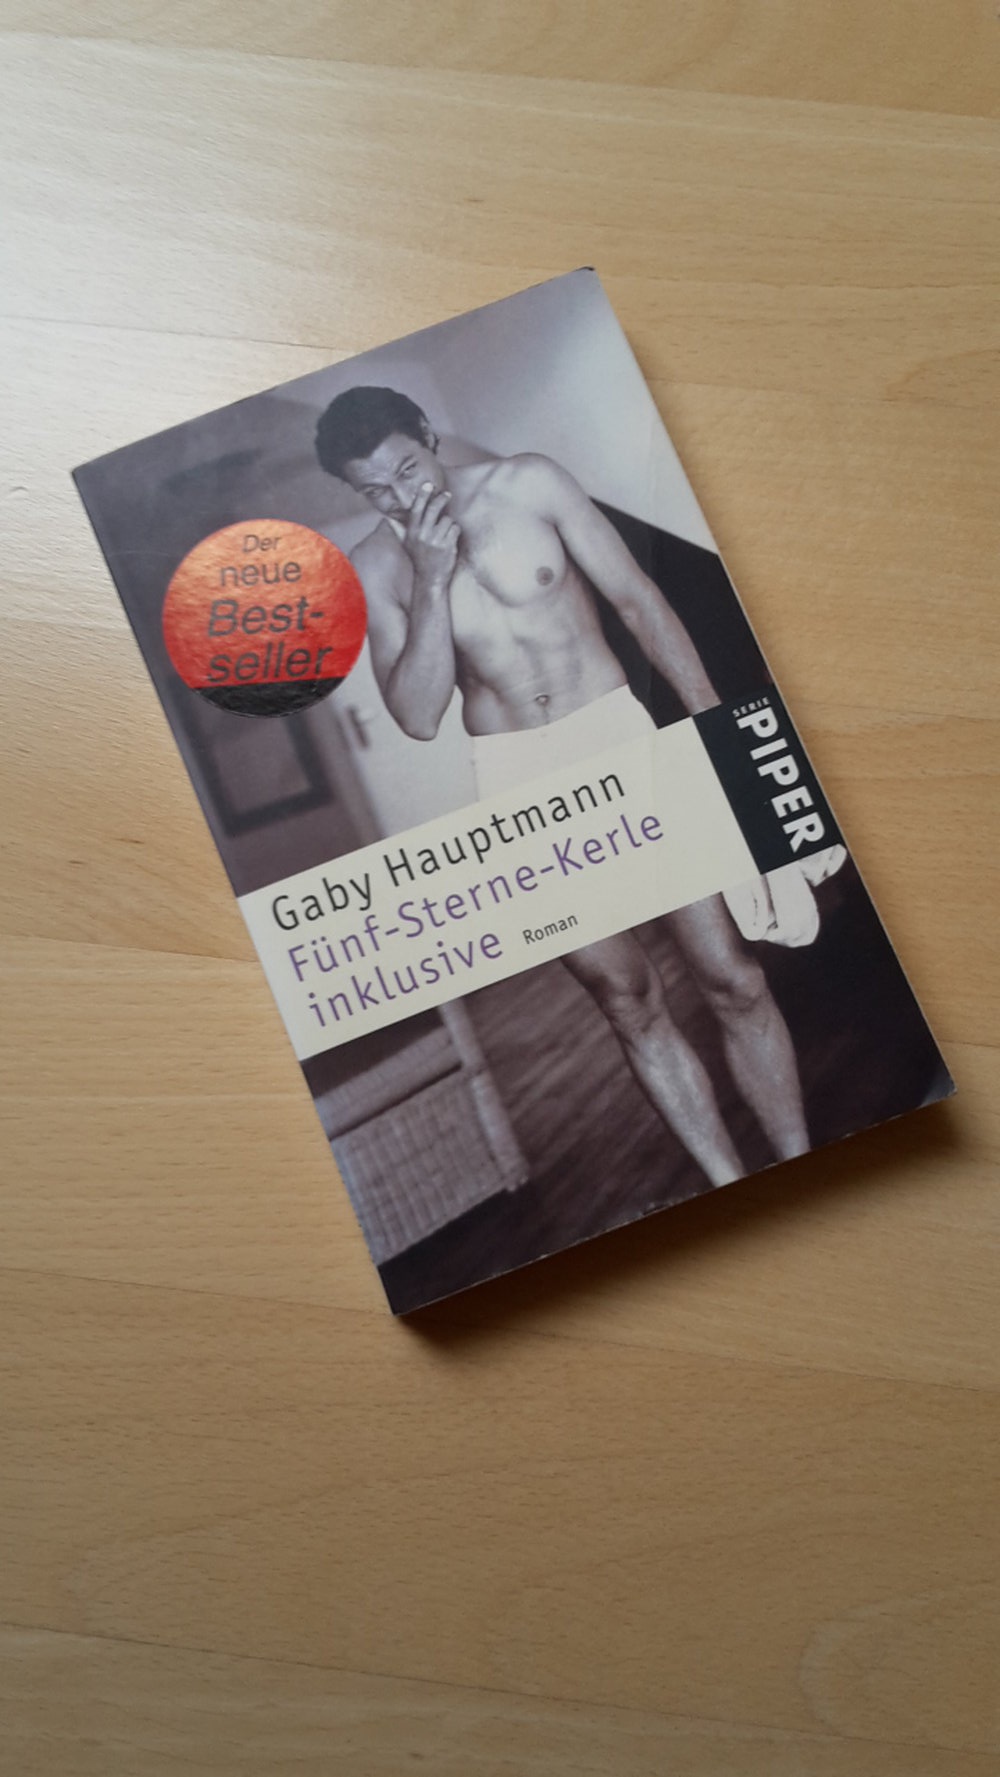 Der
neue
Best-
seller
SERIE
PIPER
Gaby Hauptmann
Fünf-Sterne-Kerle
inklusive Roman